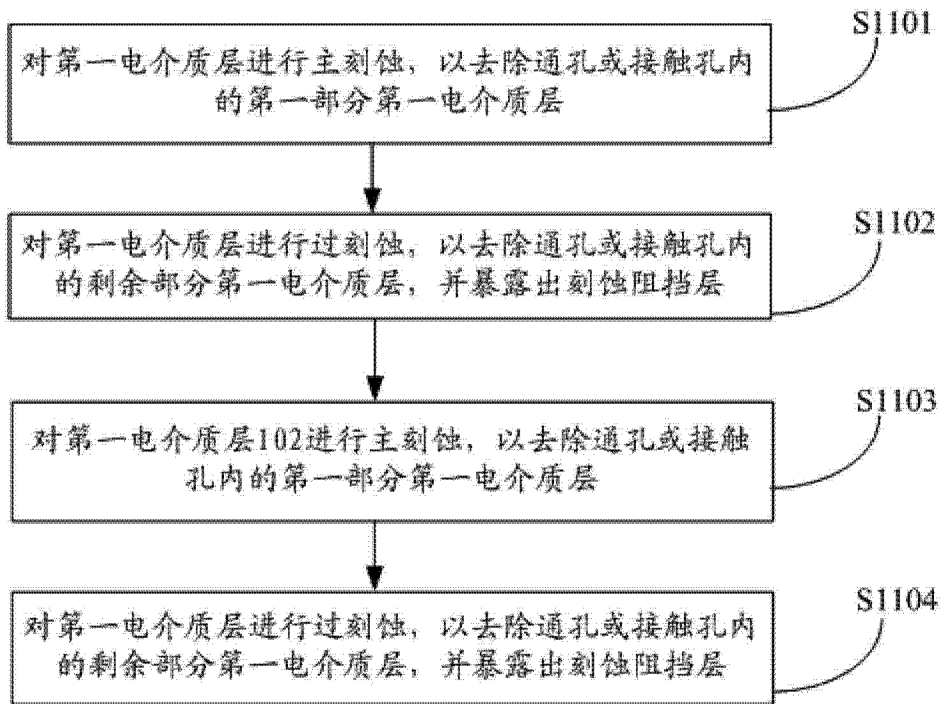 S1101
对第一电介质层进行主刻蚀，以去除通孔或接触孔内
的第一部分第一电介质层
S1102
对第一电介质层进行过刻蚀，以去除通孔或接触孔内
的剩余部分第一电介质层，并暴露出刻蚀阻挡层
S1103
对第一电介质层102进行主刻蚀，以去除通孔或接触
孔内的第一部分第一电介质层
S1104
对第一电介质层进行过刻蚀，以去除通孔或接触孔内
的剩余部分第一电介质层，并暴露出刻蚀阻挡层